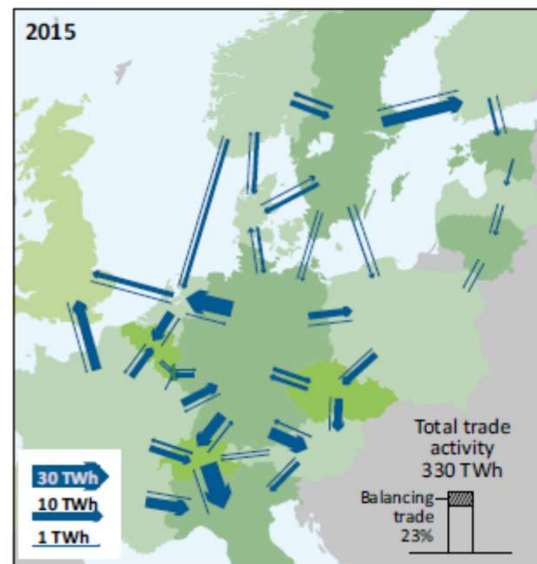 2015
30 TWh
10 TWh
1 TWh
Total trade
activity
330 TWh
Balancing
trade
23%